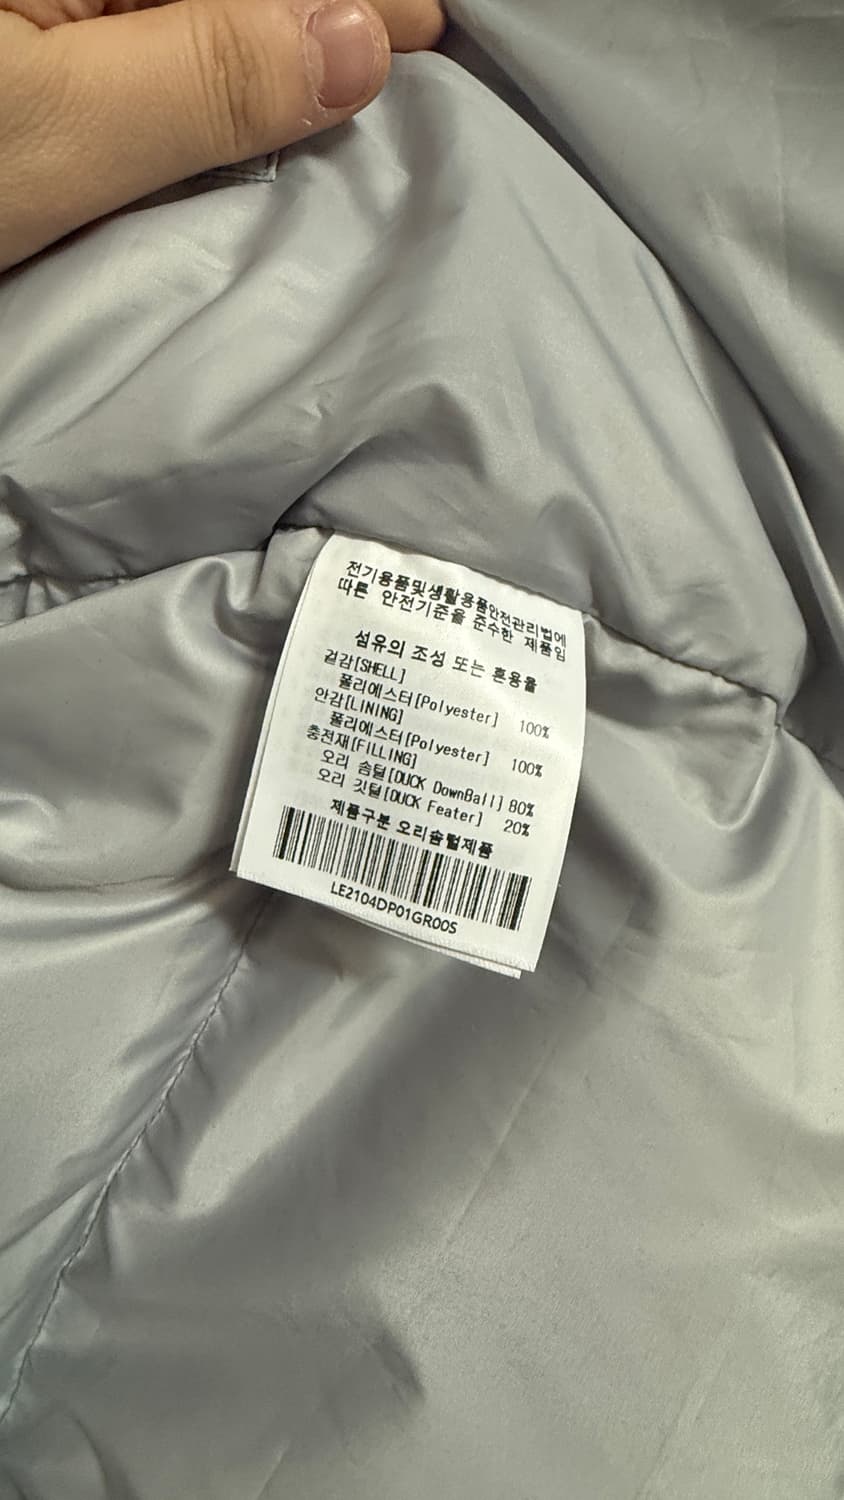 전기용품및생활용품안전관리법에
따른 안전기준을 준수한 제품임
섬유의 조성 또는 혼용율
겉감[SHELL]
폴리에스터[Polyester] 100%
안감[LINING]
폴리에스터[Polyester] 100%
충전재[FILLING]
오리 솜털[DUCK DownBall] 80%
오리 깃털[DUCK Feater] 20%
제품구분 오리솜털제품
LE2104DP01GR00S